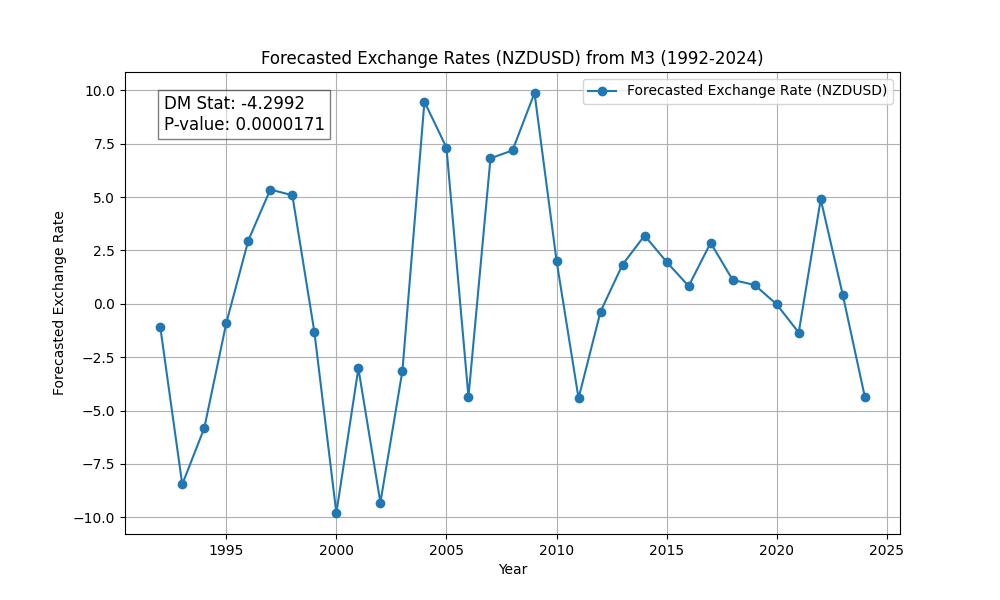 Forecasted Exchange Rates (NZDUSD) from M3 (1992-2024)
DM Stat: -4.2992
P-value: 0.0000171
Forecasted Exchange Rate (NZDUSD)
Forecasted Exchange Rate
10.0
7.5
5.0
2.5
0.0
−2.5
−5.0
−7.5
−10.0
1995 2000 2005 2010 2015 2020 2025
Year